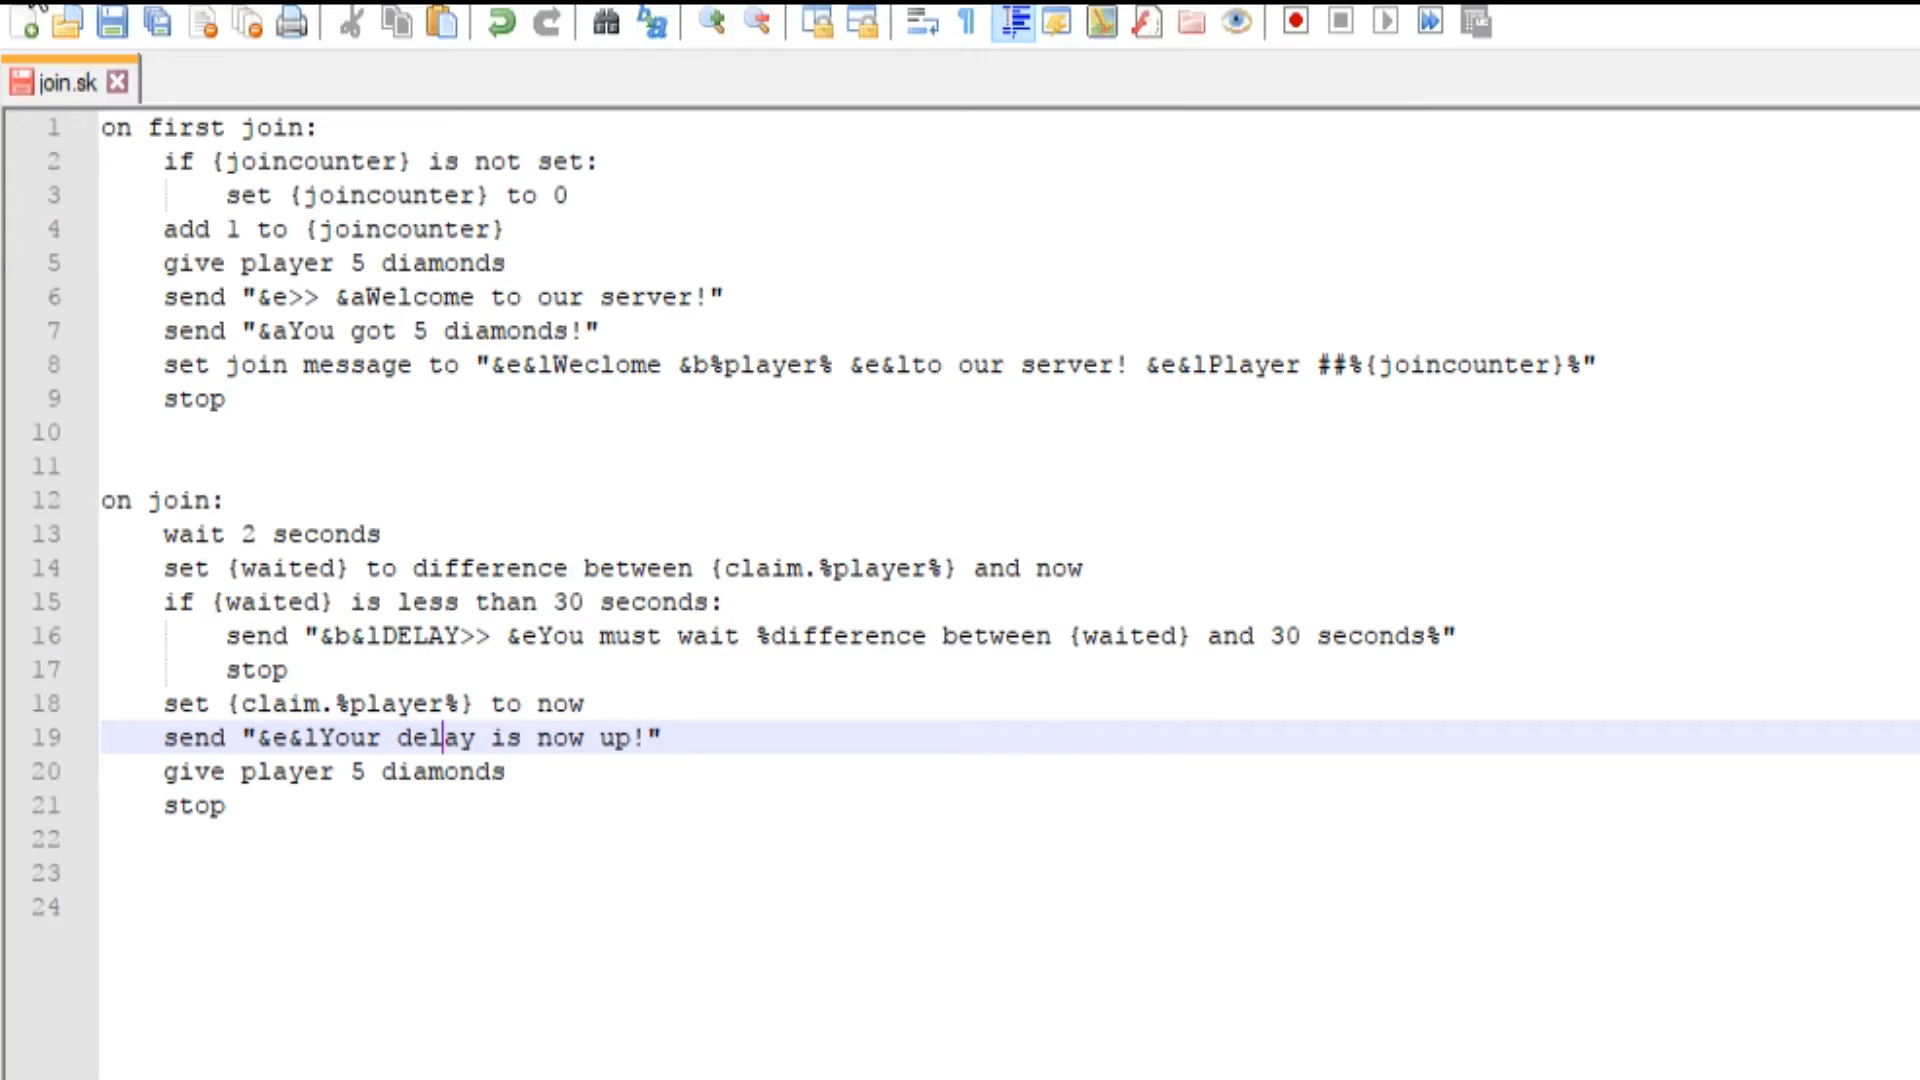 join.sk
1 on first join:
2 if {joincounter} is not set:
3 set {joincounter} to 0
4 add 1 to {joincounter}
5 give player 5 diamonds
6 send "&e>> &aWelcome to our server!"
7 send "&aYou got 5 diamonds!"
8 set join message to "&e&lWeclome &b%player% &e&lto our server! &e&lPlayer ##%{joincounter}%"
9 stop
10
11
12 on join:
13 wait 2 seconds
14 set {waited} to difference between {claim.%player%} and now
15 if {waited} is less than 30 seconds:
16 send "&b&lDELAY>> &eYou must wait %difference between {waited} and 30 seconds%"
17 stop
18 set {claim.%player%} to now
19 send "&e&lYour delay is now up!"
20 give player 5 diamonds
21 stop
22
23
24